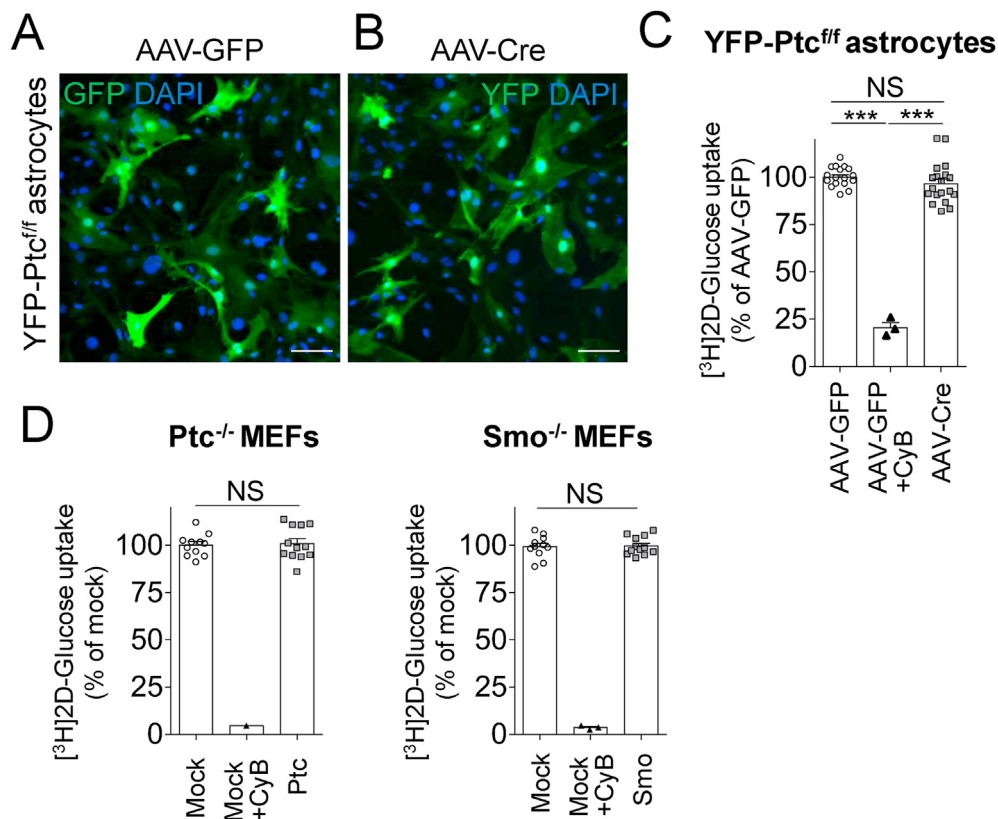 A
AAV-GFP
YFP-Ptcf/f astrocytes
GFP DAPI
B
AAV-Cre
YFP DAPI
C
YFP-Ptcf/f astrocytes
NS
*** ***
[3H]2D-Glucose uptake
(% of AAV-GFP)
100
75
50
25
0
AAV-GFP
AAV-GFP
+CyB
AAV-Cre
D
Ptc-/- MEFs
NS
[3H]2D-Glucose uptake
(% of mock)
100
75
50
25
0
Mock
Mock
+CyB
Ptc
Smo-/- MEFs
NS
[3H]2D-Glucose uptake
(% of mock)
100
75
50
25
0
Mock
Mock
+CyB
Smo